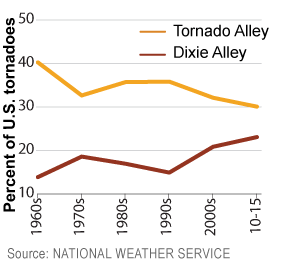 Percent of U.S. tornadoes
50
40
30
20
10
Tornado Alley
Dixie Alley
1960s
1970s
1980s
1990s
2000s
10-15
Source: NATIONAL WEATHER SERVICE